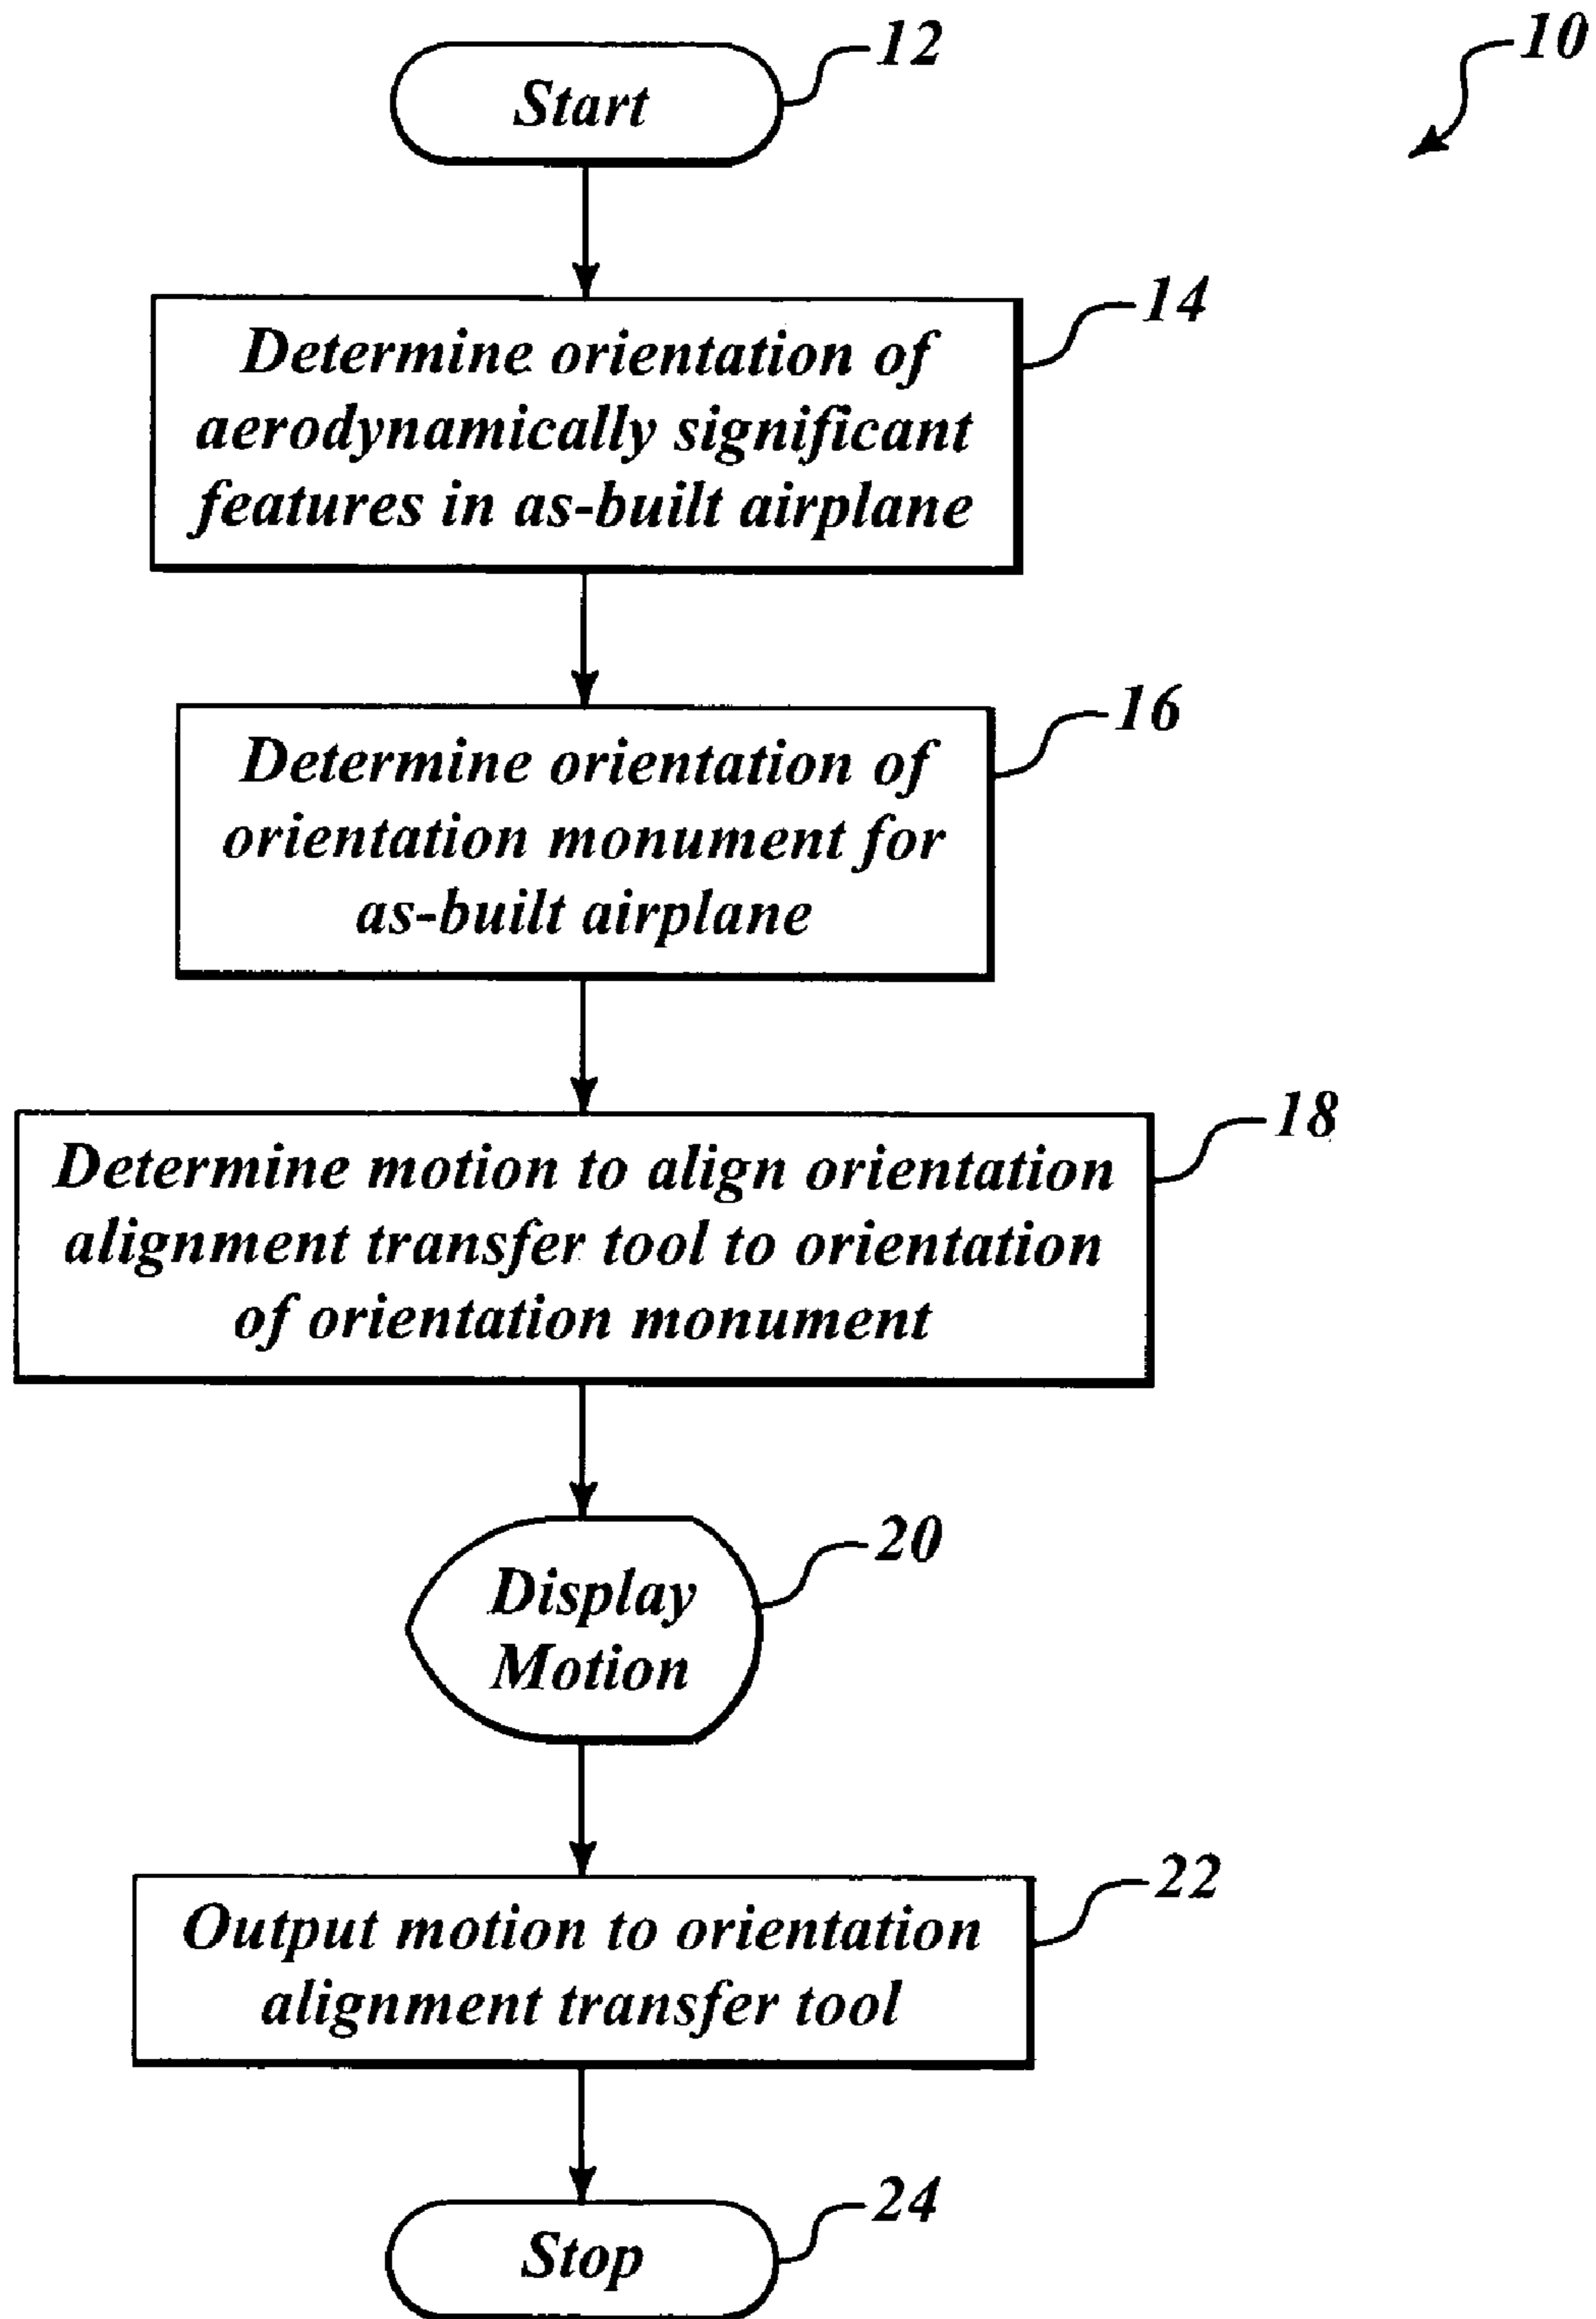 12
10
Start
14
Determine orientation of
aerodynamically significant
features in as-built airplane
16
Determine orientation of
orientation monument for
as-built airplane
18
Determine motion to align orientation
alignment transfer tool to orientation
of orientation monument
20
Display
Motion
22
Output motion to orientation
alignment transfer tool
24
Stop